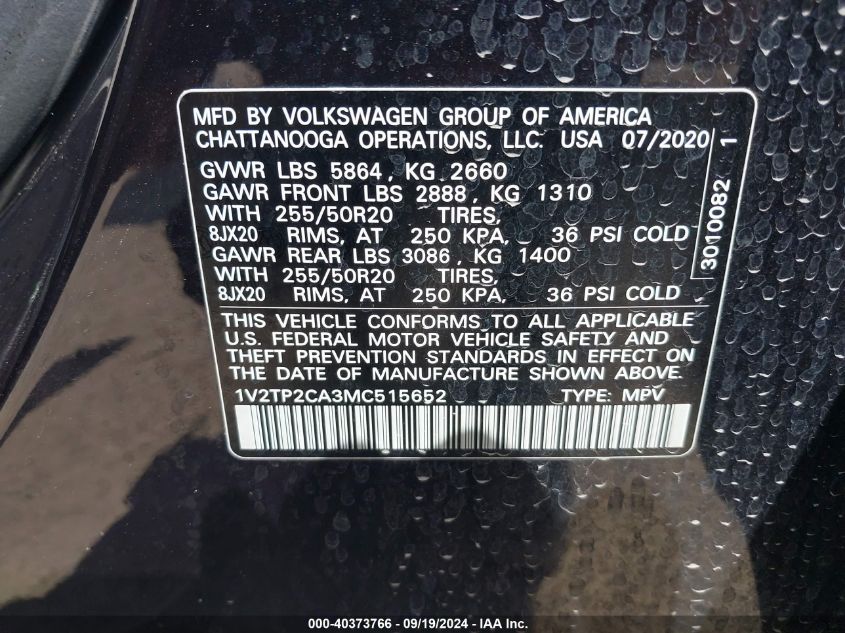 MFD BY VOLKSWAGEN GROUP OF AMERICA
CHATTANOOGA OPERATIONS, LLC. USA 07/2020
GVWR LBS 5864, KG 2660
GAWR FRONT LBS 2888, KG 1310
WITH 255/50R20 TIRES,
8JX20 RIMS, AT 250 KPA, 36 PSI COLD
GAWR REAR LBS 3086, KG 1400
WITH 255/50R20 TIRES,
8JX20 RIMS, AT 250 KPA, 36 PSI COLD
THIS VEHICLE CONFORMS TO ALL APPLICABLE
U.S. FEDERAL MOTOR VEHICLE SAFETY AND
THEFT PREVENTION STANDARDS IN EFFECT ON
DATE OF MANUFACTURE SHOWN ABOVE.
1V2TP2CA3MC515652 TYPE: MPV
3010082 1
000-40373766 - 09/19/2024 - IAA Inc.